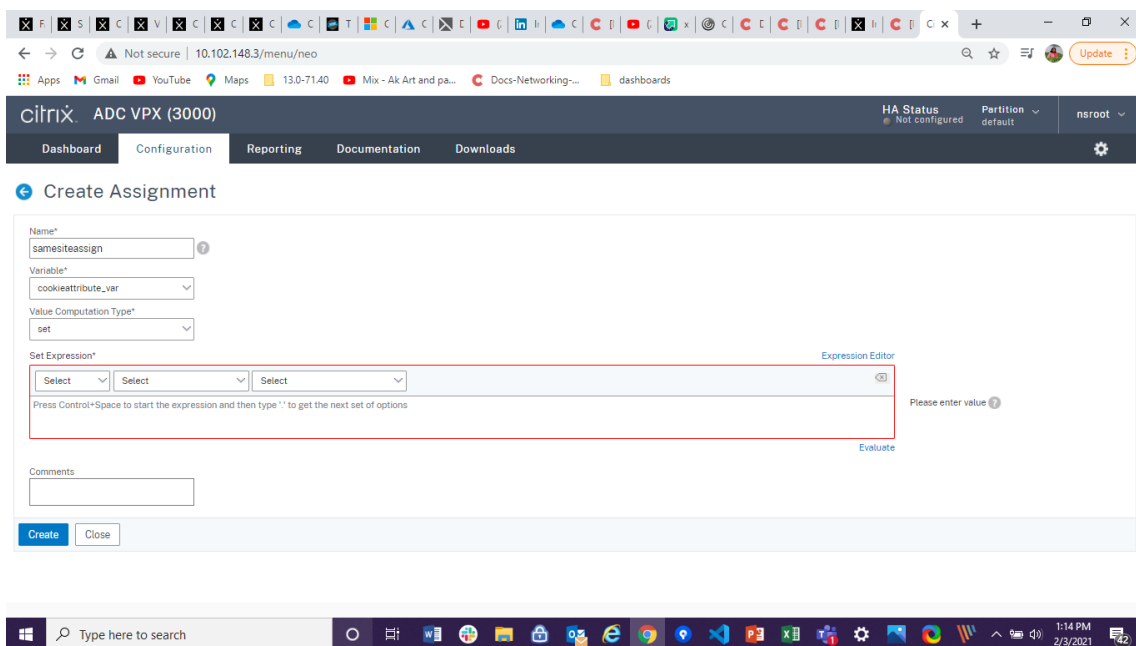 Not secure | 10.102.148.3/menu/neo
Update
Apps Gmail YouTube Maps 13.0-71.40 Mix - Ak Art and pa... Docs-Networking-... dashboards
citrix. ADC VPX (3000)
HA Status
Not configured
Partition
default
nsroot
Dashboard Configuration Reporting Documentation Downloads
Create Assignment
Name*
samesiteassign
Variable*
cookieattribute_var
Value Computation Type*
set
Set Expression*
Expression Editor
Select Select Select
Press Control+Space to start the expression and then type '.' to get the next set of options
Please enter value
Evaluate
Comments
Create Close
Type here to search
1:14 PM
2/3/2021
42